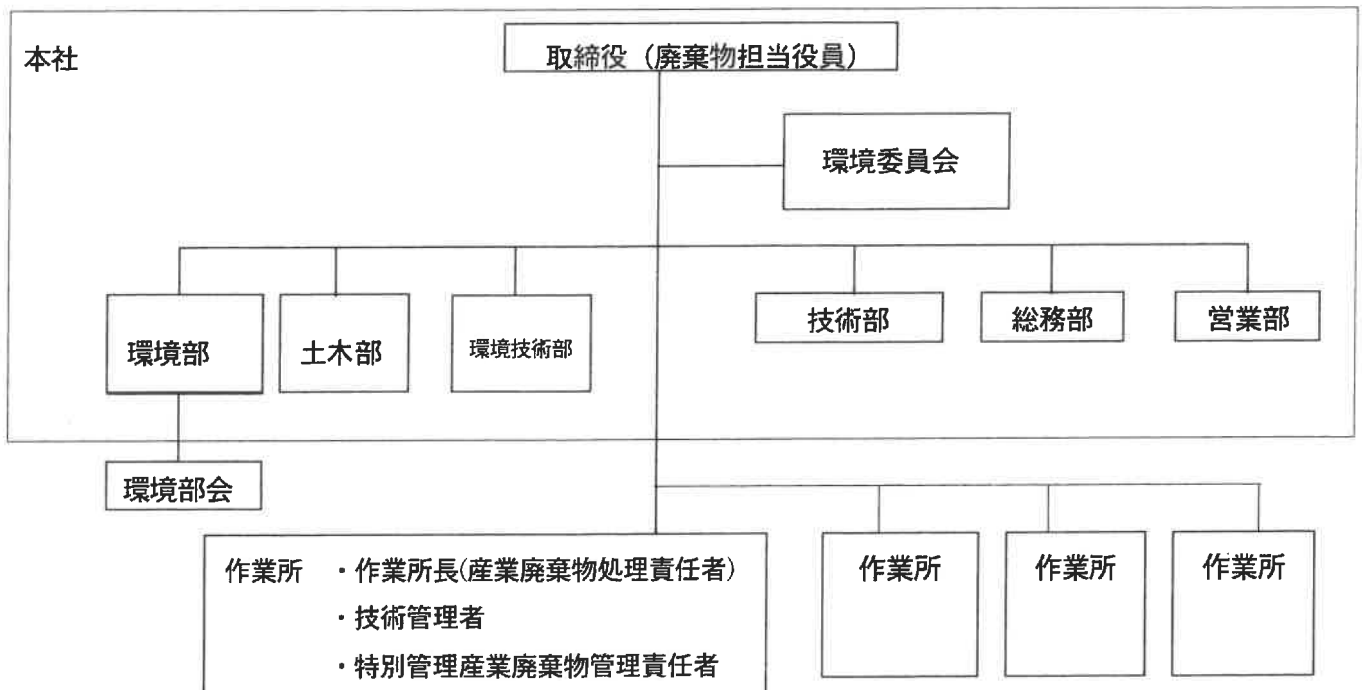 本社
取締役（廃棄物担当役員）
環境委員会
環境部
土木部
環境技術部
技術部
総務部
営業部
環境部会
作業所 ・作業所長(産業廃棄物処理責任者)
・技術管理者
・特別管理産業廃棄物管理責任者
作業所
作業所
作業所